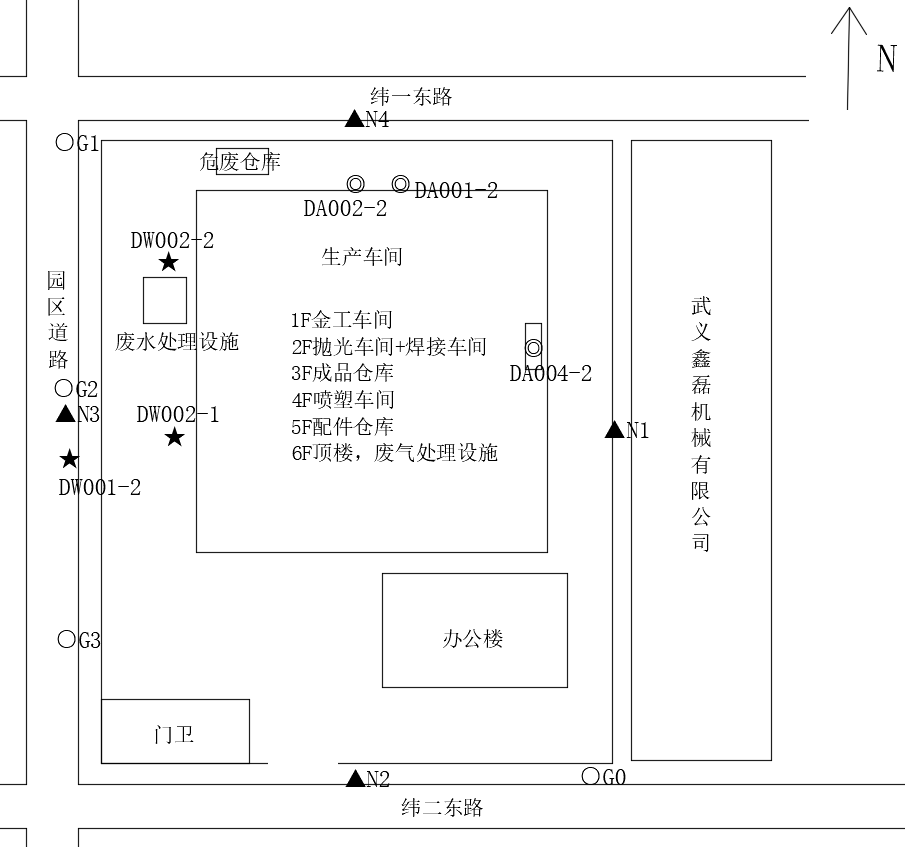 N
纬一东路
N4
G1
危废仓库
DA001-2
DA002-2
DW002-2
生产车间
园区道路
废水处理设施
1F金工车间
2F抛光车间+焊接车间
3F成品仓库
4F喷塑车间
5F配件仓库
6F顶楼，废气处理设施
DA004-2
武义鑫磊机械有限公司
G2
N3
DW002-1
N1
DW001-2
G3
办公楼
门卫
N2
G0
纬二东路